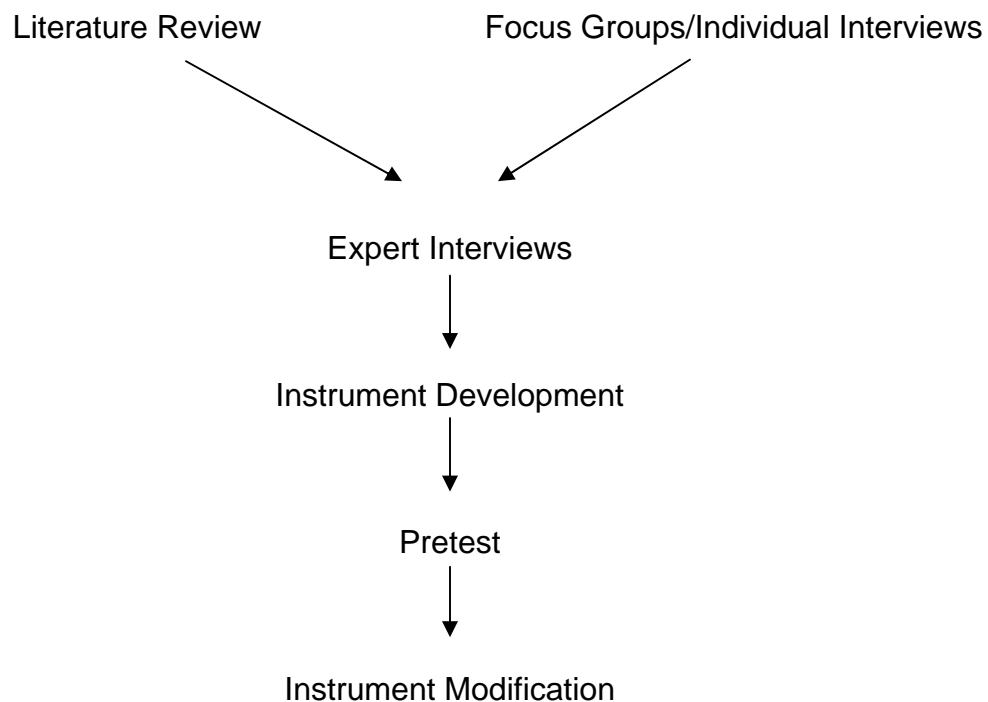 Literature Review
Focus Groups/Individual Interviews
Expert Interviews
Instrument Development
Pretest
Instrument Modification